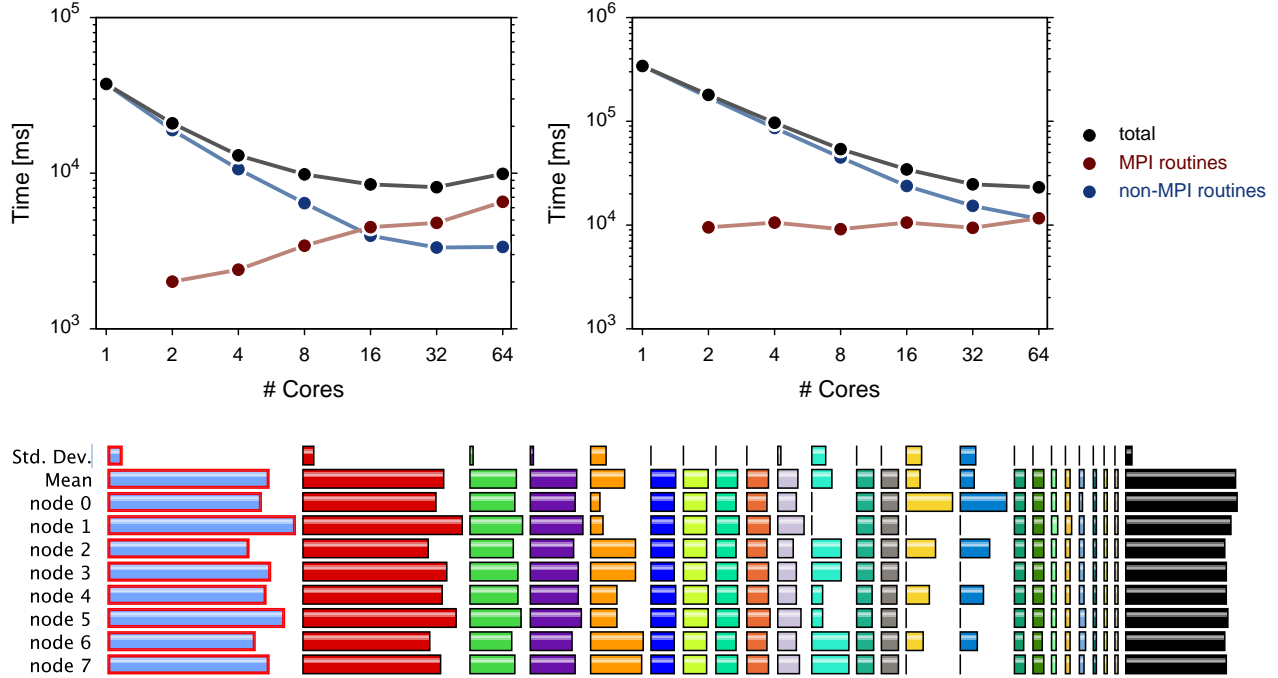 10^5
10^4
10^3
Time [ms]
1 2 4 8 16 32 64
# Cores
10^6
10^5
10^4
10^3
Time [ms]
1 2 4 8 16 32 64
# Cores
total
MPI routines
non-MPI routines
Std. Dev.
Mean
node 0
node 1
node 2
node 3
node 4
node 5
node 6
node 7